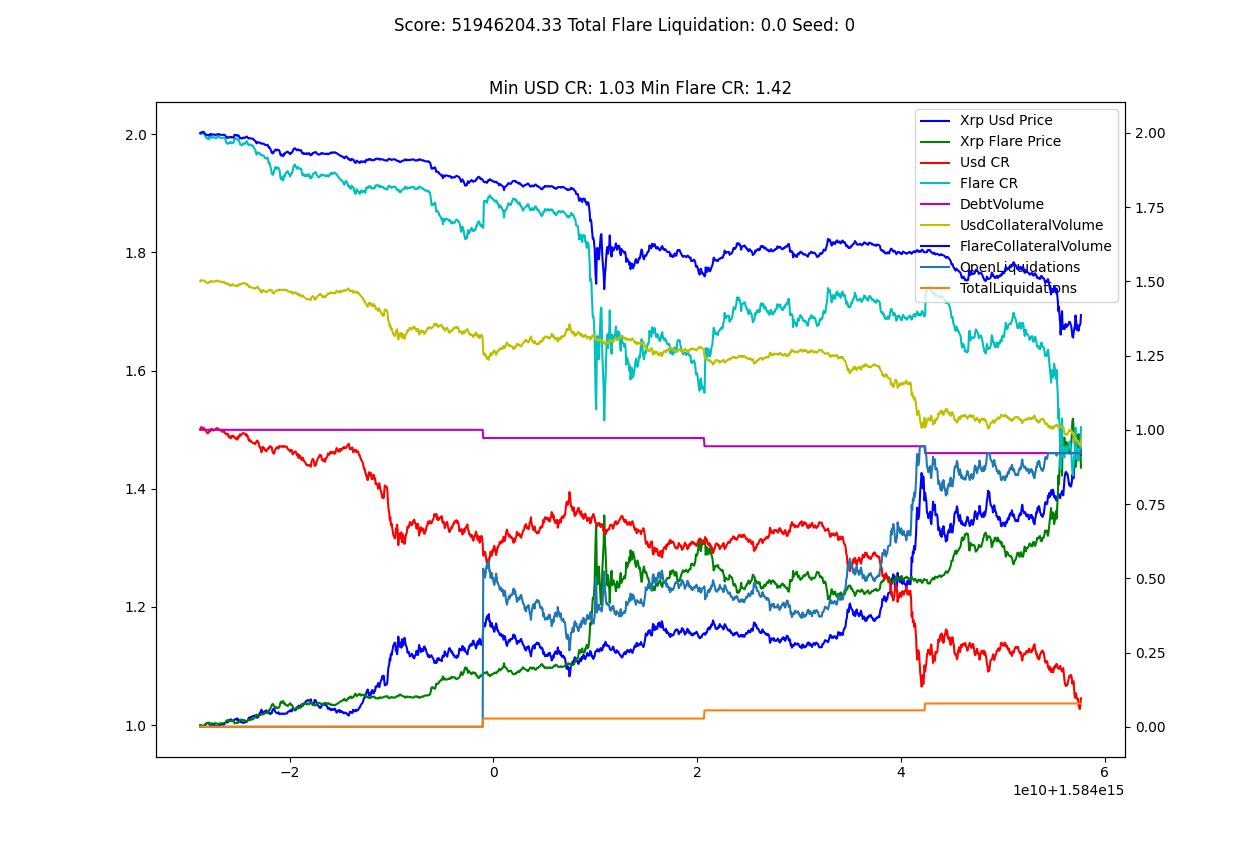 Score: 51946204.33 Total Flare Liquidation: 0.0 Seed: 0
Min USD CR: 1.03 Min Flare CR: 1.42
2.0
1.8
1.6
1.4
1.2
1.0
2.00
1.75
1.50
1.25
1.00
0.75
0.50
0.25
0.00
Xrp Usd Price
Xrp Flare Price
Usd CR
Flare CR
DebtVolume
UsdCollateralVolume
FlareCollateralVolume
OpenLiquidations
TotalLiquidations
−2 0 2 4 6
1e10+1.584e15